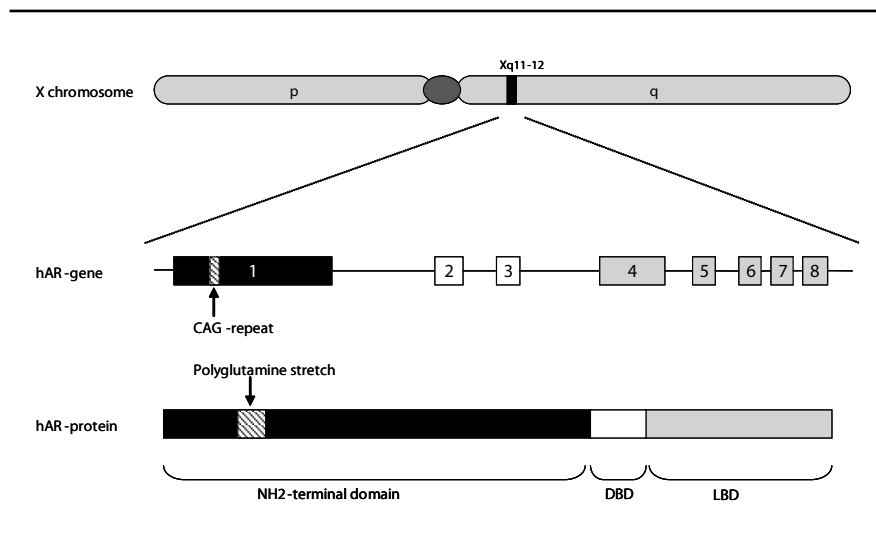 Xq11-12
X chromosome
p
q
hAR-gene
1
2
3
4
5
6
7
8
CAG -repeat
Polyglutamine stretch
hAR-protein
NH2-terminal domain
DBD
LBD